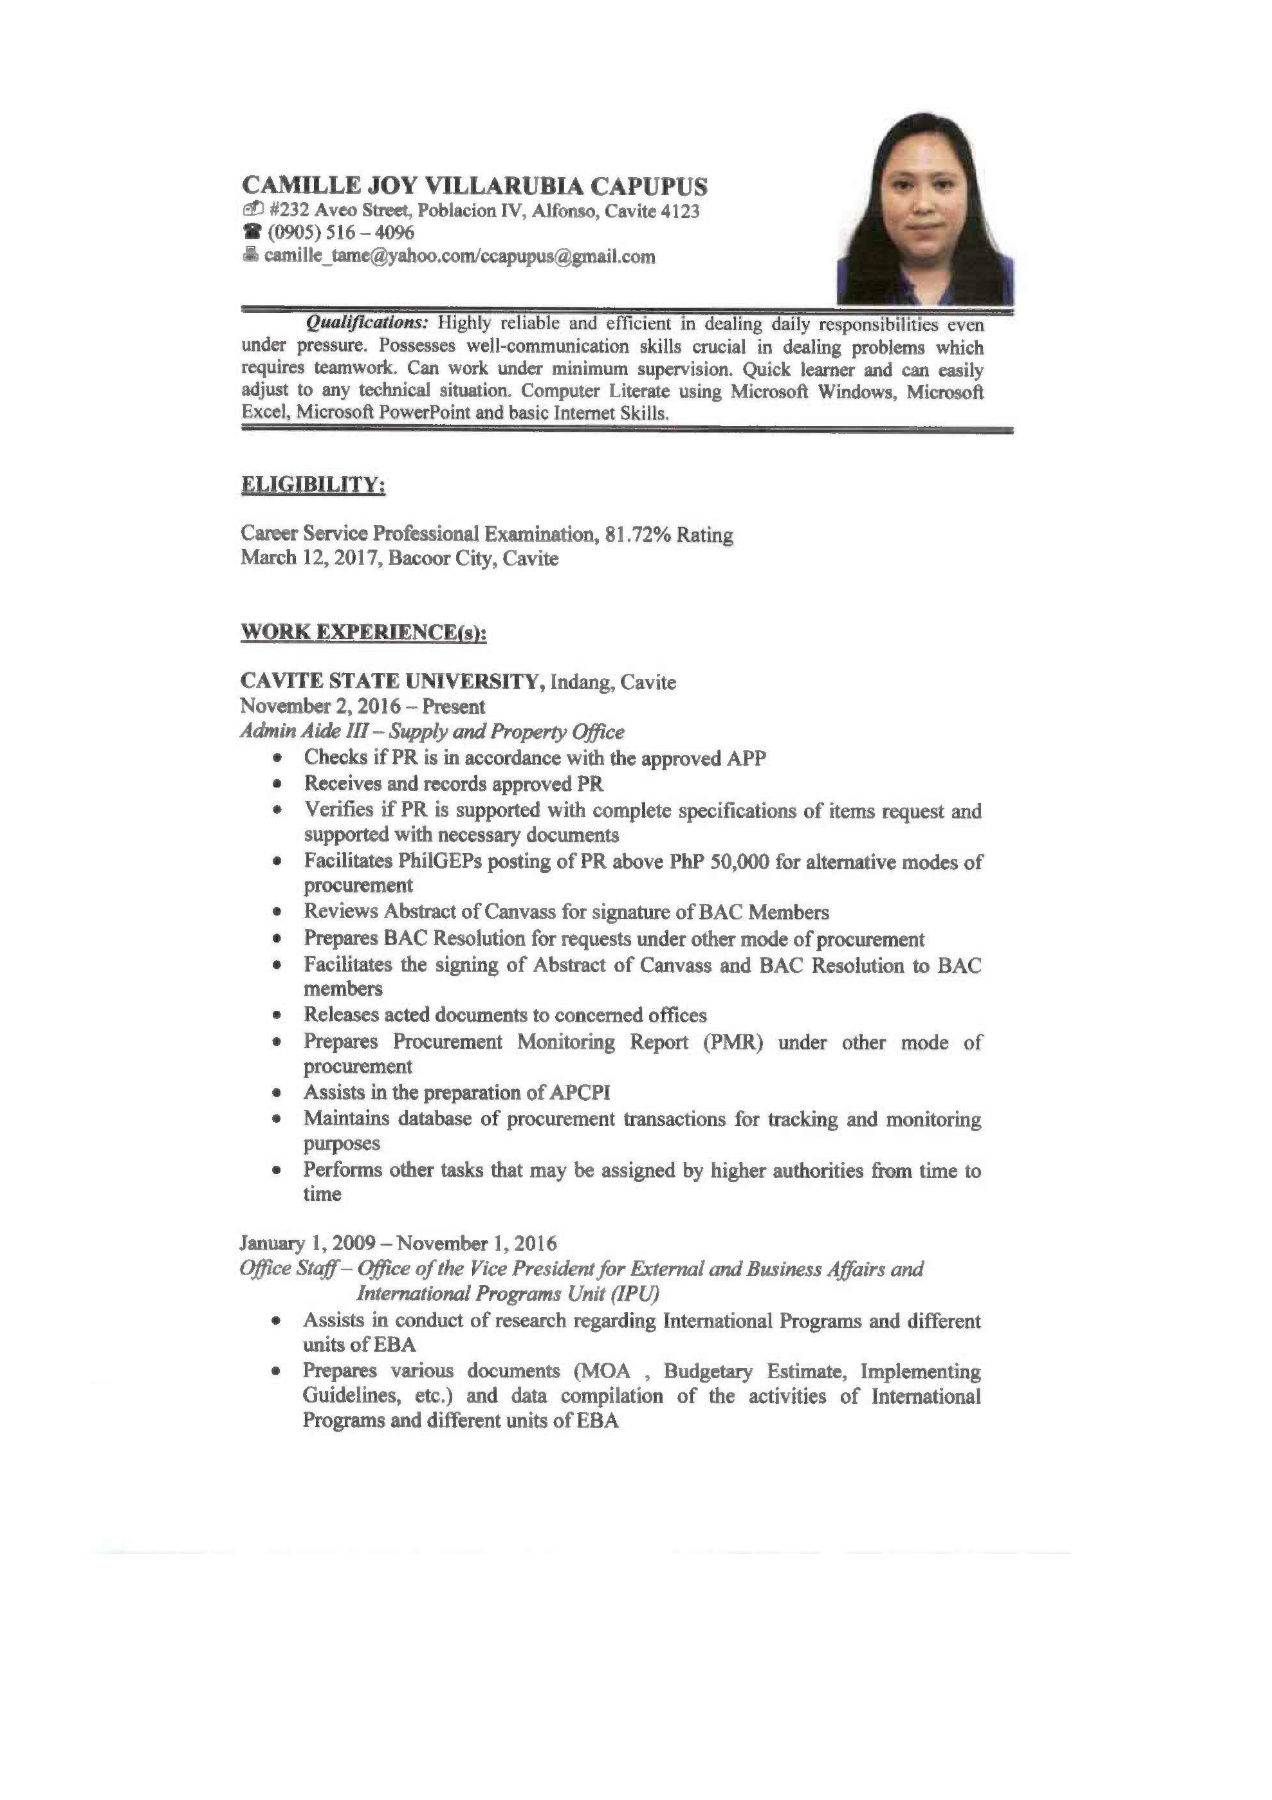 CAMILLE JOY VILLARUBIA CAPUPUS
#232 Aveo Street, Poblacion IV, Alfonso, Cavite 4123
(0905) 516 – 4096
camille_tame@yahoo.com/ccapupus@gmail.com
Qualifications: Highly reliable and efficient in dealing daily responsibilities even
under pressure. Possesses well-communication skills crucial in dealing problems which
requires teamwork. Can work under minimum supervision. Quick learner and can easily
adjust to any technical situation. Computer Literate using Microsoft Windows, Microsoft
Excel, Microsoft PowerPoint and basic Internet Skills.
ELIGIBILITY:
Career Service Professional Examination, 81.72% Rating
March 12, 2017, Bacoor City, Cavite
WORK EXPERIENCE(s):
CAVITE STATE UNIVERSITY, Indang, Cavite
November 2, 2016 – Present
Admin Aide III – Supply and Property Office
• Checks if PR is in accordance with the approved APP
• Receives and records approved PR
• Verifies if PR is supported with complete specifications of items request and
supported with necessary documents
• Facilitates PhilGEPs posting of PR above PhP 50,000 for alternative modes of
procurement
• Reviews Abstract of Canvass for signature of BAC Members
• Prepares BAC Resolution for requests under other mode of procurement
• Facilitates the signing of Abstract of Canvass and BAC Resolution to BAC
members
• Releases acted documents to concerned offices
• Prepares Procurement Monitoring Report (PMR) under other mode of
procurement
• Assists in the preparation of APCPI
• Maintains database of procurement transactions for tracking and monitoring
purposes
• Performs other tasks that may be assigned by higher authorities from time to
time
January 1, 2009 – November 1, 2016
Office Staff – Office of the Vice President for External and Business Affairs and
International Programs Unit (IPU)
• Assists in conduct of research regarding International Programs and different
units of EBA
• Prepares various documents (MOA , Budgetary Estimate, Implementing
Guidelines, etc.) and data compilation of the activities of International
Programs and different units of EBA